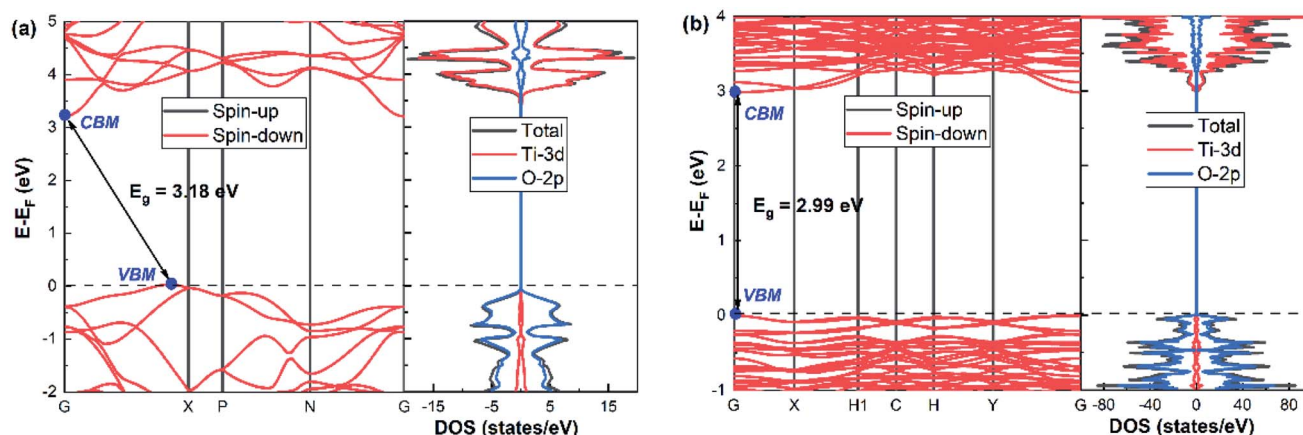 (a)
E-E_F (eV)
5
4
3
2
1
0
-1
-2
CBM
VBM
E_g = 3.18 eV
Spin-up
Spin-down
G X P N G
Total
Ti-3d
O-2p
-15 -5 5 15
DOS (states/eV)
(b)
E-E_F (eV)
4
3
2
1
0
-1
CBM
VBM
E_g = 2.99 eV
Spin-up
Spin-down
G X H1 C H Y G
Total
Ti-3d
O-2p
-80 -40 0 40 80
DOS (states/eV)